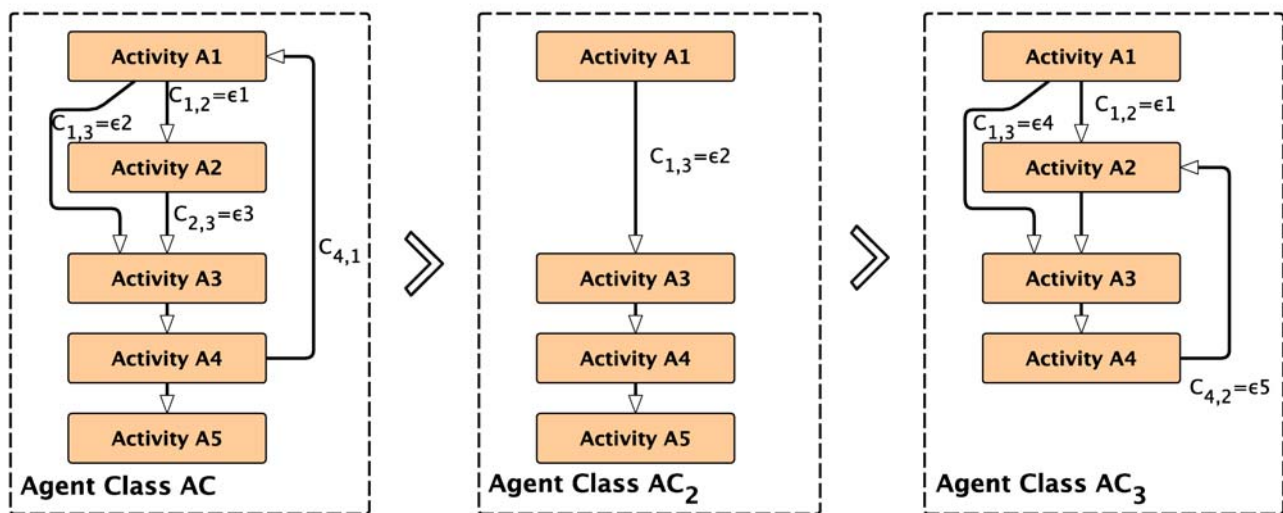 Activity A1
C1,2=ϵ1
C1,3=ϵ2
Activity A2
C2,3=ϵ3
C4,1
Activity A3
Activity A4
Activity A5
Agent Class AC
Activity A1
C1,3=ϵ2
Activity A3
Activity A4
Activity A5
Agent Class AC2
Activity A1
C1,2=ϵ1
C1,3=ϵ4
Activity A2
Activity A3
Activity A4
C4,2=ϵ5
Agent Class AC3